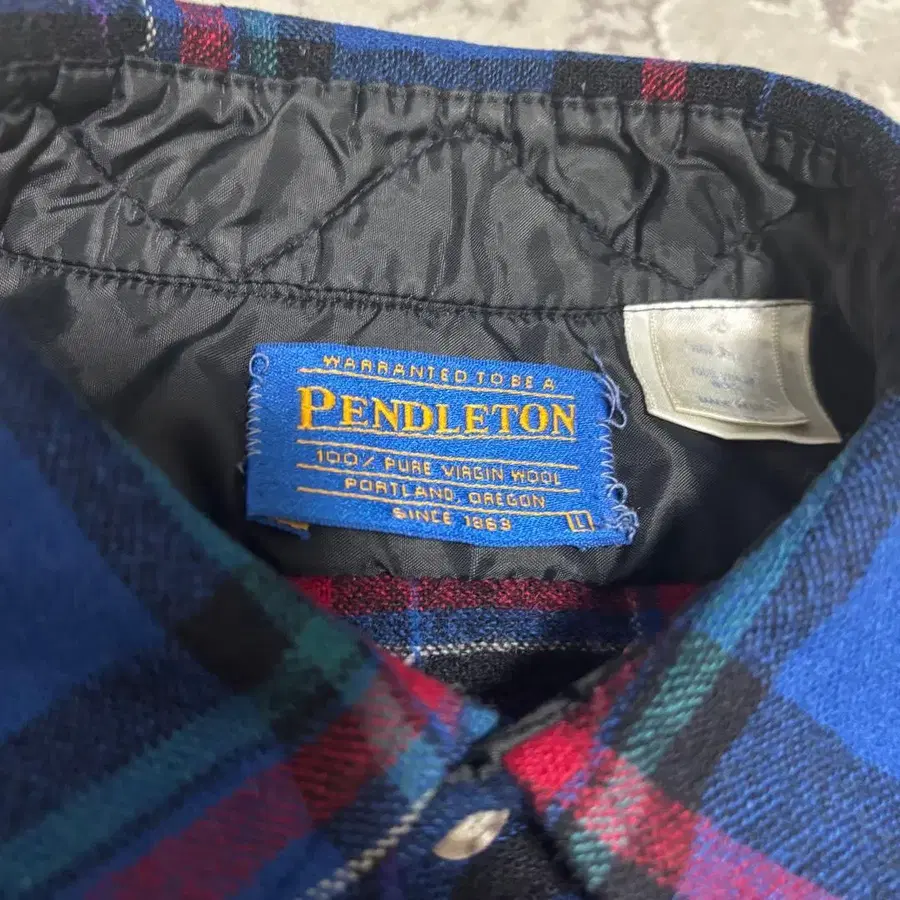 WARRANTED TO BE A
PENDLETON
100% PURE VIRGIN WOOL
PORTLAND, OREGON
SINCE 1863
L